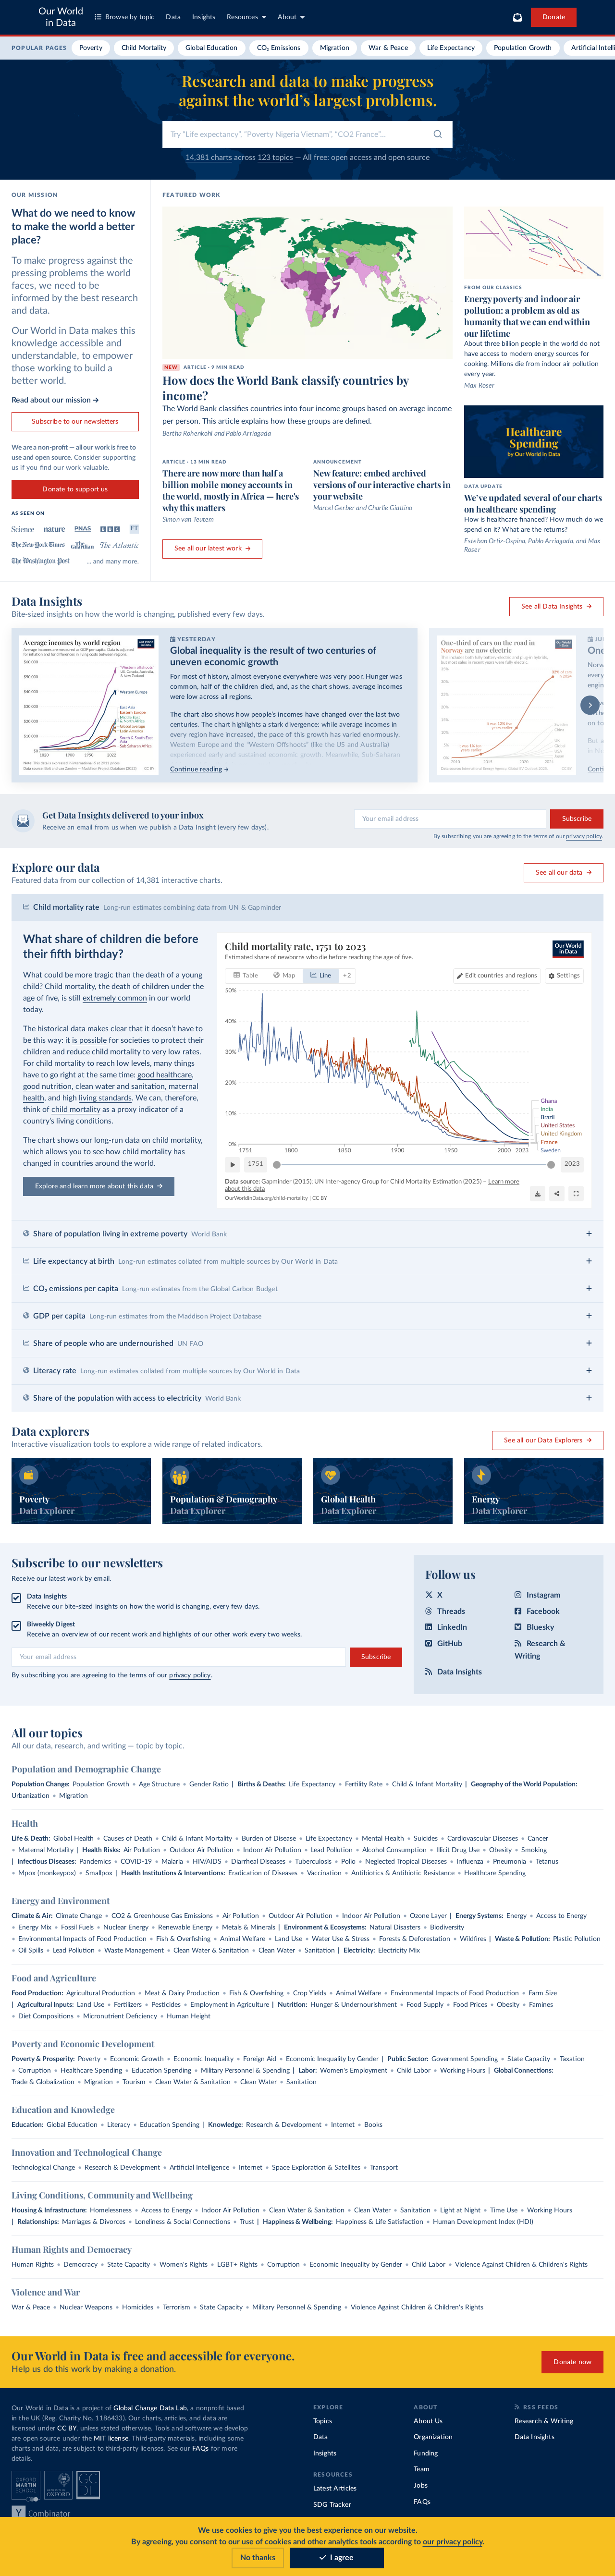 Our World
in Data
Browse by topic
Data
Insights
Resources
About
Donate
POPULAR PAGES
Poverty
Child Mortality
Global Education
CO₂ Emissions
Migration
War & Peace
Life Expectancy
Population Growth
Artificial Intelli
Research and data to make progress
against the world's largest problems.
Try "Life expectancy", "Poverty Nigeria Vietnam", "CO2 France"...
14,381 charts across 123 topics — All free: open access and open source
OUR MISSION
What do we need to know
to make the world a better
place?
To make progress against the
pressing problems the world
faces, we need to be
informed by the best research
and data.
Our World in Data makes this
knowledge accessible and
understandable, to empower
those working to build a
better world.
Read about our mission
Subscribe to our newsletters
We are a non-profit — all our work is free to
use and open source. Consider supporting
us if you find our work valuable.
Donate to support us
AS SEEN ON
Science
nature
PNAS
BBC
FT
The New York Times
The Guardian
The Atlantic
The Washington Post
... and many more.
FEATURED WORK
NEW
ARTICLE · 9 MIN READ
How does the World Bank classify countries by
income?
The World Bank classifies countries into four income groups based on average income
per person. This article explains how these groups are defined.
Bertha Rohenkohl and Pablo Arriagada
ARTICLE · 13 MIN READ
There are now more than half a
billion mobile money accounts in
the world, mostly in Africa — here's
why this matters
Simon van Teutem
ANNOUNCEMENT
New feature: embed archived
versions of our interactive charts in
your website
Marcel Gerber and Charlie Giattino
See all our latest work
FROM OUR CLASSICS
Energy poverty and indoor air
pollution: a problem as old as
humanity that we can end within
our lifetime
About three billion people in the world do not
have access to modern energy sources for
cooking. Millions die from indoor air pollution
every year.
Max Roser
Healthcare
Spending
by Our World in Data
DATA UPDATE
We've updated several of our charts
on healthcare spending
How is healthcare financed? How much do we
spend on it? What are the returns?
Esteban Ortiz-Ospina, Pablo Arriagada, and Max
Roser
Data Insights
Bite-sized insights on how the world is changing, published every few days.
See all Data Insights
Average incomes by world region
$60,000
$50,000
$40,000
$30,000
$20,000
$10,000
$0
1820
1930
1980
2022
"Western offshoots"
Western Europe
East Asia
Eastern Europe
Middle East
& North Africa
Global average
Latin America
South & South East Asia
Sub-Saharan Africa
YESTERDAY
Global inequality is the result of two centuries of
uneven economic growth
For most of history, almost everyone everywhere was very poor. Hunger was
common, half of the children died, and, as the chart shows, average incomes
were low across all regions.
The chart also shows how people's incomes have changed over the last two
centuries. The chart highlights a stark divergence: while average incomes in
every region have increased, the pace of this growth has varied enormously.
Western Europe and the "Western Offshoots" (like the US and Australia)
experienced early and sustained economic growth. Meanwhile, Sub-Saharan
Continue reading
One-third of cars on the road in
Norway are now electric
Get Data Insights delivered to your inbox
Receive an email from us when we publish a Data Insight (every few days).
Your email address
Subscribe
By subscribing you are agreeing to the terms of our privacy policy.
Explore our data
Featured data from our collection of 14,381 interactive charts.
See all our data
Child mortality rate Long-run estimates combining data from UN & Gapminder
What share of children die before
their fifth birthday?
What could be more tragic than the death of a young
child? Child mortality, the death of children under the
age of five, is still extremely common in our world
today.
The historical data makes clear that it doesn't have to
be this way: it is possible for societies to protect their
children and reduce child mortality to very low rates.
For child mortality to reach low levels, many things
have to go right at the same time: good healthcare,
good nutrition, clean water and sanitation, maternal
health, and high living standards. We can, therefore,
think of child mortality as a proxy indicator of a
country's living conditions.
The chart shows our long-run data on child mortality,
which allows you to see how child mortality has
changed in countries around the world.
Explore and learn more about this data
Child mortality rate, 1751 to 2023
Estimated share of newborns who die before reaching the age of five.
Our World
in Data
Table
Map
Line
+2
Edit countries and regions
Settings
50%
40%
30%
20%
10%
0%
1751
1800
1850
1900
1950
2000
2023
Ghana
India
Brazil
United States
United Kingdom
France
Sweden
1751
2023
Data source: Gapminder (2015); UN Inter-agency Group for Child Mortality Estimation (2025) – Learn more
about this data
OurWorldinData.org/child-mortality | CC BY
Share of population living in extreme poverty World Bank
Life expectancy at birth Long-run estimates collated from multiple sources by Our World in Data
CO₂ emissions per capita Long-run estimates from the Global Carbon Budget
GDP per capita Long-run estimates from the Maddison Project Database
Share of people who are undernourished UN FAO
Literacy rate Long-run estimates collated from multiple sources by Our World in Data
Share of the population with access to electricity World Bank
Data explorers
Interactive visualization tools to explore a wide range of related indicators.
See all our Data Explorers
Poverty
Data Explorer
Population & Demography
Data Explorer
Global Health
Data Explorer
Energy
Data Explorer
Subscribe to our newsletters
Receive our latest work by email.
Data Insights
Receive our bite-sized insights on how the world is changing, every few days.
Biweekly Digest
Receive an overview of our recent work and highlights of our other work every two weeks.
Your email address
Subscribe
By subscribing you are agreeing to the terms of our privacy policy.
Follow us
X
Instagram
Threads
Facebook
LinkedIn
Bluesky
GitHub
Research &
Writing
Data Insights
All our topics
All our data, research, and writing — topic by topic.
Population and Demographic Change
Population Change: Population Growth • Age Structure • Gender Ratio | Births & Deaths: Life Expectancy • Fertility Rate • Child & Infant Mortality | Geography of the World Population:
Urbanization • Migration
Health
Life & Death: Global Health • Causes of Death • Child & Infant Mortality • Burden of Disease • Life Expectancy • Mental Health • Suicides • Cardiovascular Diseases • Cancer
• Maternal Mortality | Health Risks: Air Pollution • Outdoor Air Pollution • Indoor Air Pollution • Lead Pollution • Alcohol Consumption • Illicit Drug Use • Obesity • Smoking
| Infectious Diseases: Pandemics • COVID-19 • Malaria • HIV/AIDS • Diarrheal Diseases • Tuberculosis • Polio • Neglected Tropical Diseases • Influenza • Pneumonia • Tetanus
• Mpox (monkeypox) • Smallpox | Health Institutions & Interventions: Eradication of Diseases • Vaccination • Antibiotics & Antibiotic Resistance • Healthcare Spending
Energy and Environment
Climate & Air: Climate Change • CO2 & Greenhouse Gas Emissions • Air Pollution • Outdoor Air Pollution • Indoor Air Pollution • Ozone Layer | Energy Systems: Energy • Access to Energy
• Energy Mix • Fossil Fuels • Nuclear Energy • Renewable Energy • Metals & Minerals | Environment & Ecosystems: Natural Disasters • Biodiversity
• Environmental Impacts of Food Production • Fish & Overfishing • Animal Welfare • Land Use • Water Use & Stress • Forests & Deforestation • Wildfires | Waste & Pollution: Plastic Pollution
• Oil Spills • Lead Pollution • Waste Management • Clean Water & Sanitation • Clean Water • Sanitation | Electricity: Electricity Mix
Food and Agriculture
Food Production: Agricultural Production • Meat & Dairy Production • Fish & Overfishing • Crop Yields • Animal Welfare • Environmental Impacts of Food Production • Farm Size
| Agricultural Inputs: Land Use • Fertilizers • Pesticides • Employment in Agriculture | Nutrition: Hunger & Undernourishment • Food Supply • Food Prices • Obesity • Famines
• Diet Compositions • Micronutrient Deficiency • Human Height
Poverty and Economic Development
Poverty & Prosperity: Poverty • Economic Growth • Economic Inequality • Foreign Aid • Economic Inequality by Gender | Public Sector: Government Spending • State Capacity • Taxation
• Corruption • Healthcare Spending • Education Spending • Military Personnel & Spending | Labor: Women's Employment • Child Labor • Working Hours | Global Connections:
Trade & Globalization • Migration • Tourism • Clean Water & Sanitation • Clean Water • Sanitation
Education and Knowledge
Education: Global Education • Literacy • Education Spending | Knowledge: Research & Development • Internet • Books
Innovation and Technological Change
Technological Change • Research & Development • Artificial Intelligence • Internet • Space Exploration & Satellites • Transport
Living Conditions, Community and Wellbeing
Housing & Infrastructure: Homelessness • Access to Energy • Indoor Air Pollution • Clean Water & Sanitation • Clean Water • Sanitation • Light at Night • Time Use • Working Hours
| Relationships: Marriages & Divorces • Loneliness & Social Connections • Trust | Happiness & Wellbeing: Happiness & Life Satisfaction • Human Development Index (HDI)
Human Rights and Democracy
Human Rights • Democracy • State Capacity • Women's Rights • LGBT+ Rights • Corruption • Economic Inequality by Gender • Child Labor • Violence Against Children & Children's Rights
Violence and War
War & Peace • Nuclear Weapons • Homicides • Terrorism • State Capacity • Military Personnel & Spending • Violence Against Children & Children's Rights
Our World in Data is free and accessible for everyone.
Help us do this work by making a donation.
Donate now
Our World in Data is a project of Global Change Data Lab, a nonprofit based
in the UK (Reg. Charity No. 1186433). Our charts, articles, and data are
licensed under CC BY, unless stated otherwise. Tools and software we develop
are open source under the MIT license. Third-party materials, including some
charts and data, are subject to third-party licenses. See our FAQs for more
details.
OXFORD
MARTIN
SCHOOL
UNIVERSITY OF
OXFORD
GC
DL
Y Combinator
EXPLORE
Topics
Data
Insights
RESOURCES
Latest Articles
SDG Tracker
ABOUT
About Us
Organization
Funding
Team
Jobs
FAQs
RSS FEEDS
Research & Writing
Data Insights
We use cookies to give you the best experience on our website.
By agreeing, you consent to our use of cookies and other analytics tools according to our privacy policy.
No thanks
I agree